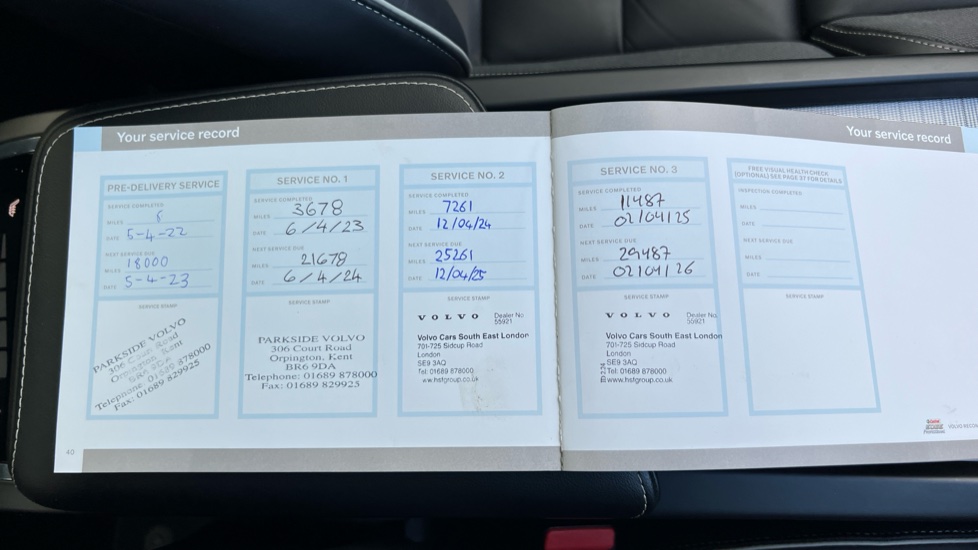 Your service record
PRE-DELIVERY SERVICE
SERVICE COMPLETED
MILES 8
DATE 5-4-22
NEXT SERVICE DUE
MILES 18000
DATE 5-4-23
SERVICE STAMP
PARKSIDE VOLVO
306 Court Road
Orpington, Kent
BR6 9DA
Telephone: 01689 878000
Fax: 01689 829925
SERVICE NO. 1
SERVICE COMPLETED
MILES 3678
DATE 6/4/23
NEXT SERVICE DUE
MILES 21678
DATE 6/4/24
SERVICE STAMP
PARKSIDE VOLVO
306 Court Road
Orpington, Kent
BR6 9DA
Telephone: 01689 878000
Fax: 01689 829925
SERVICE NO. 2
SERVICE COMPLETED
MILES 7261
DATE 12/04/24
NEXT SERVICE DUE
MILES 25261
DATE 12/04/25
SERVICE STAMP
VOLVO Dealer No
55921
Volvo Cars South East London
701-725 Sidcup Road
London
SE9 3AQ
Tel: 01689 878000
www.hstgroup.co.uk
40
Your service record
SERVICE NO. 3
SERVICE COMPLETED
MILES 11487
DATE 02/04/25
NEXT SERVICE DUE
MILES 29487
DATE 02/04/26
SERVICE STAMP
VOLVO Dealer No.
55921
Volvo Cars South East London
701-725 Sidcup Road
London
SE9 3AQ
Tel: 01689 878000
www.hstgroup.co.uk
FREE VISUAL HEALTH CHECK
(OPTIONAL) SEE PAGE 37 FOR DETAILS
INSPECTION COMPLETED
MILES
DATE
NEXT SERVICE DUE
MILES
DATE
SERVICE STAMP
VOLVO RECOM